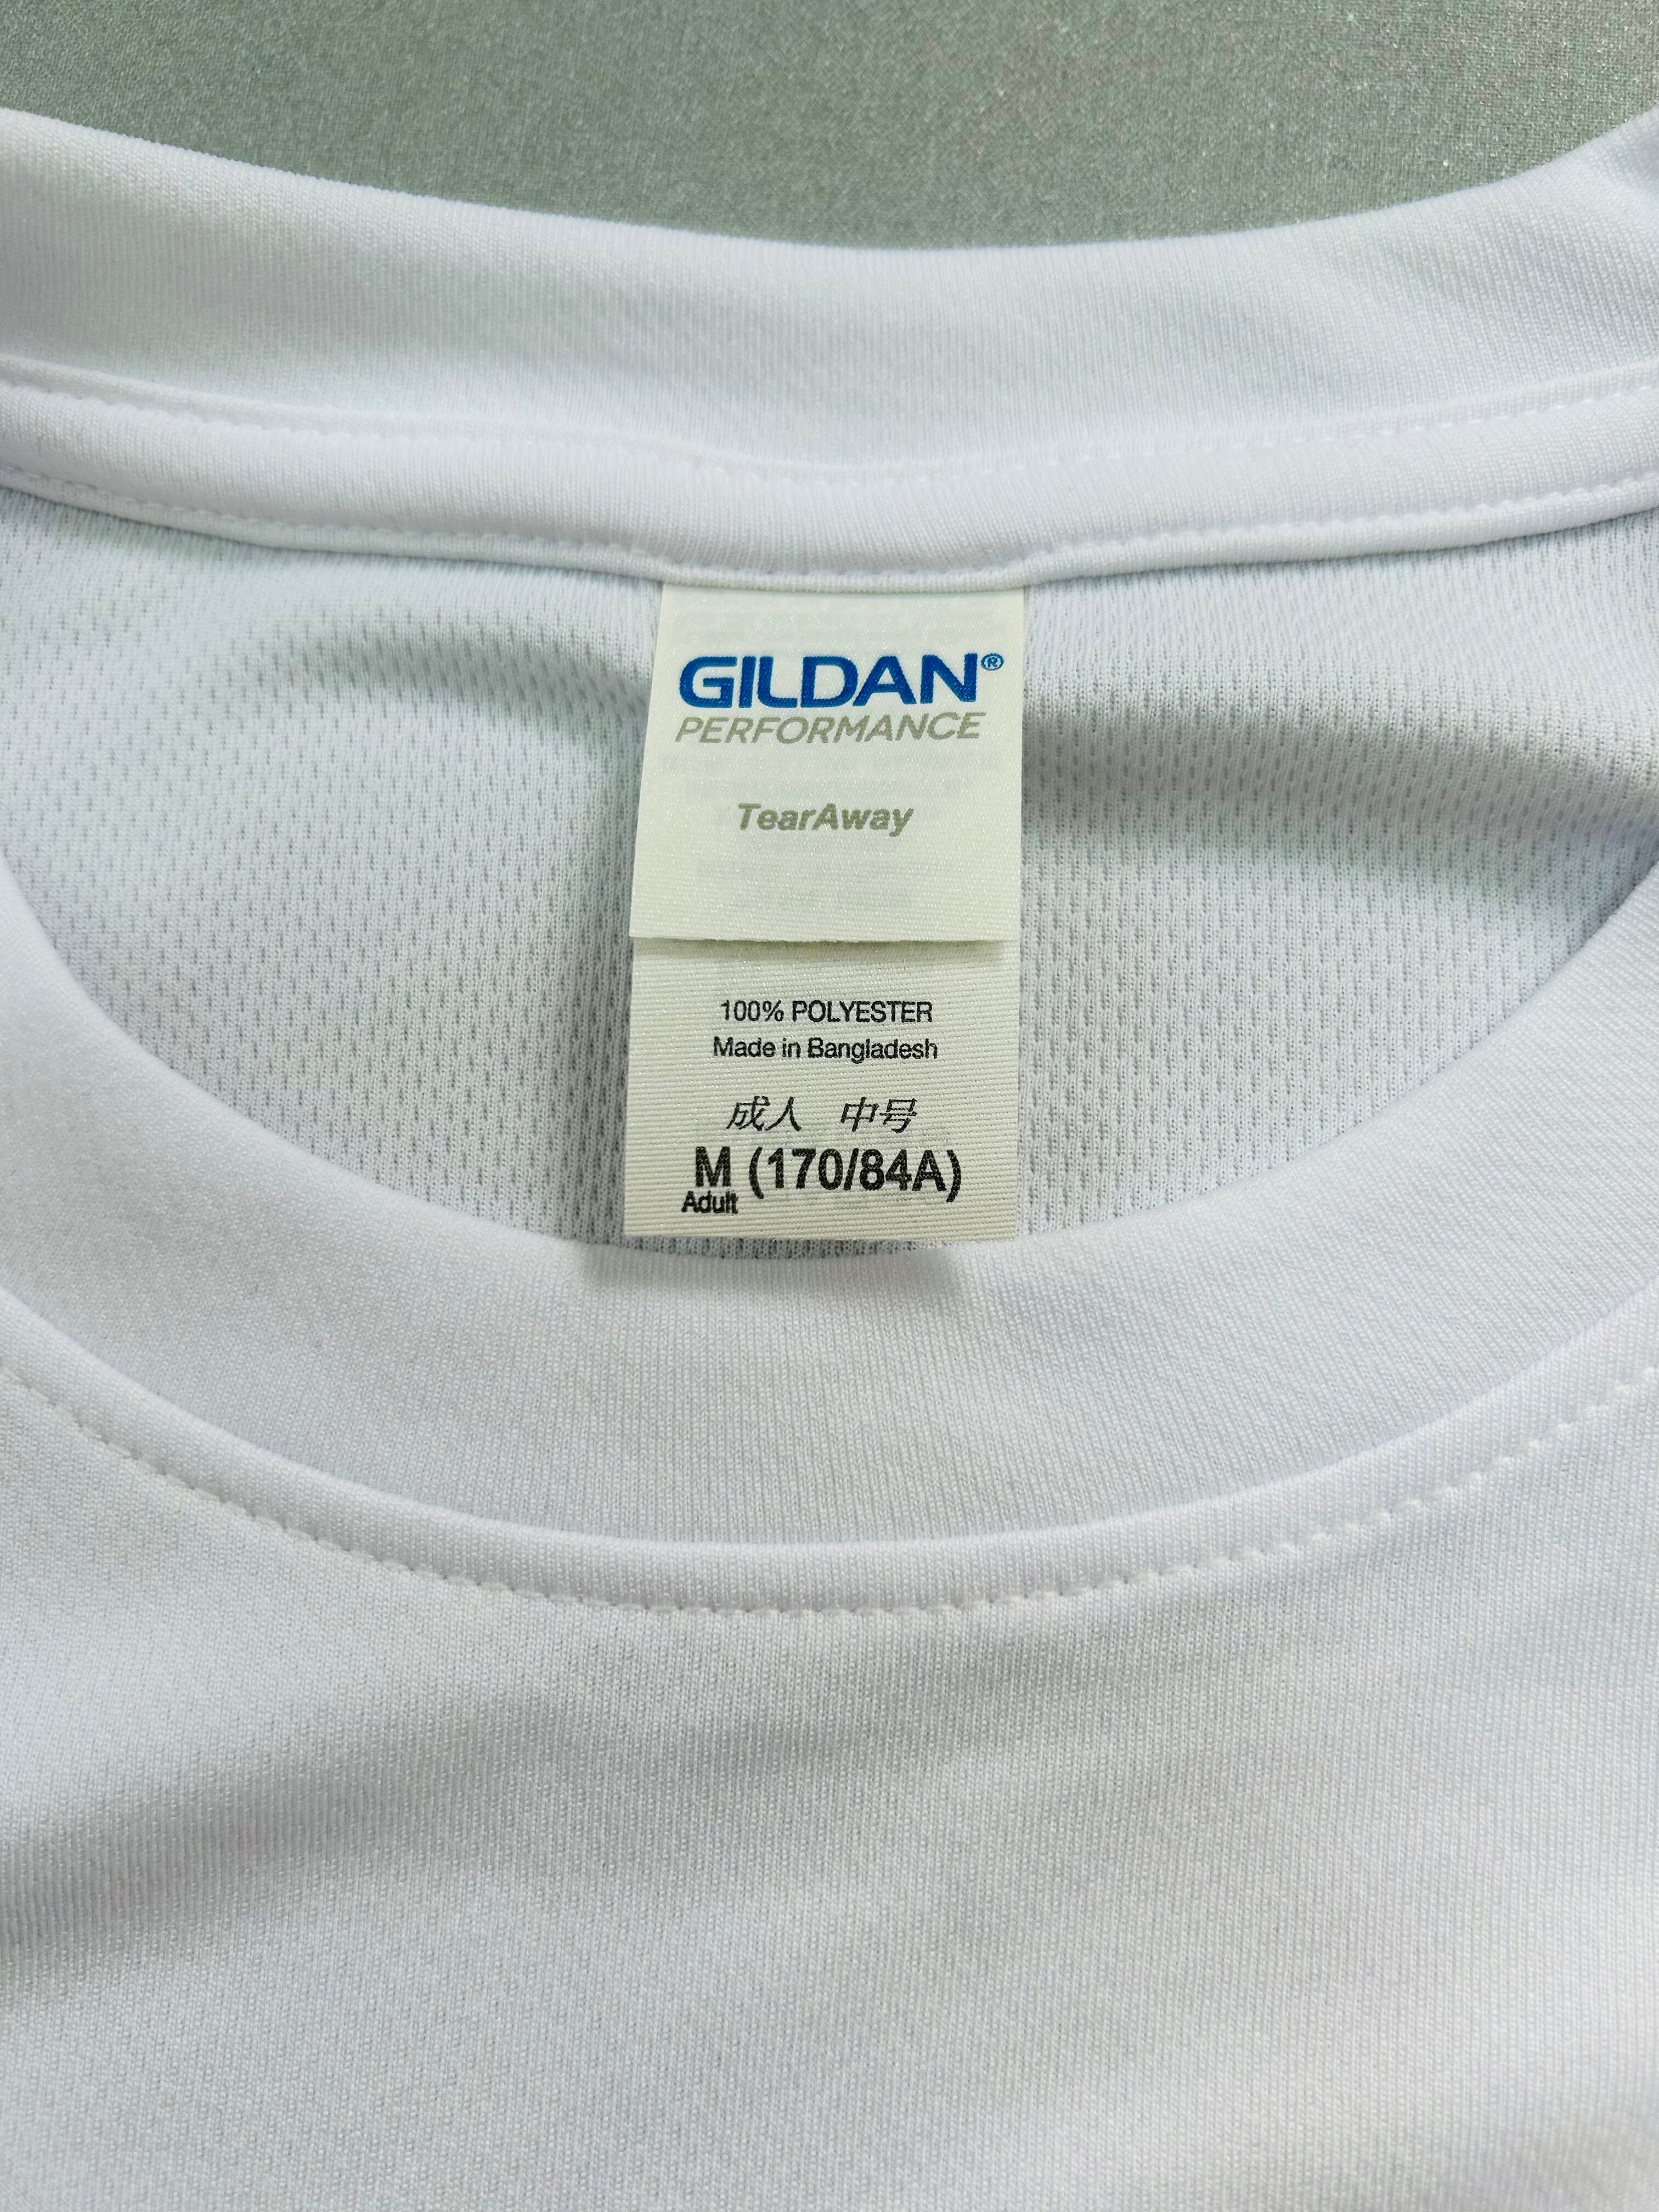 GILDAN®
PERFORMANCE
TearAway
100% POLYESTER
Made in Bangladesh
成人 中号
M (170/84A)
Adult